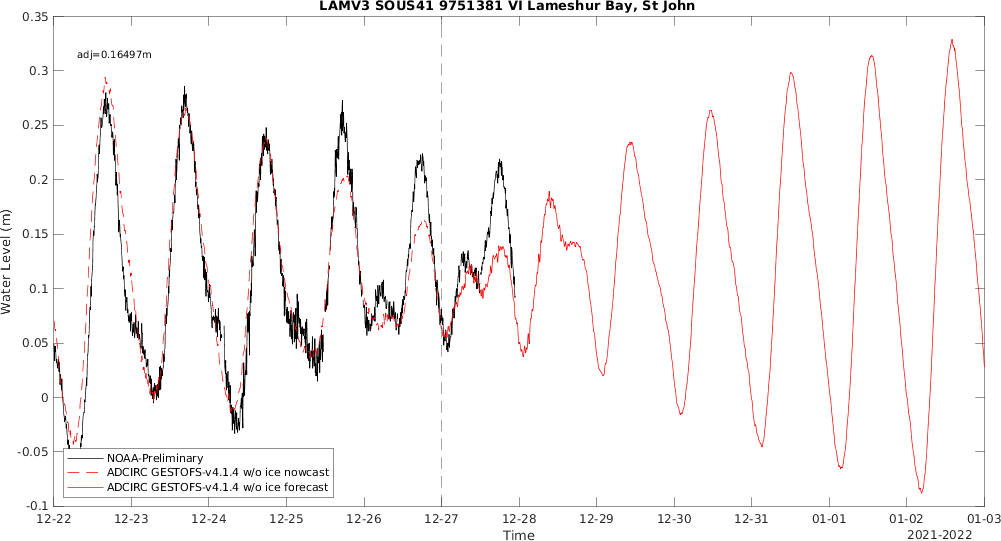 LAMV3 SOUS41 9751381 VI Lameshur Bay, St John
0.35
0.3
0.25
0.2
0.15
0.1
0.05
0
-0.05
-0.1
Water Level (m)
adj=0.16497m
NOAA-Preliminary
ADCIRC GESTOFS-v4.1.4 w/o ice nowcast
ADCIRC GESTOFS-v4.1.4 w/o ice forecast
12-22 12-23 12-24 12-25 12-26 12-27 12-28 12-29 12-30 12-31 01-01 01-02 01-03
Time
2021-2022